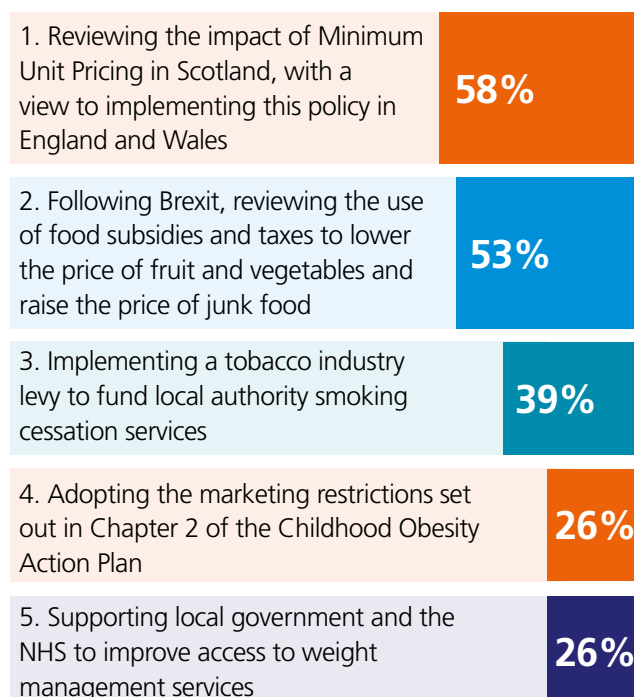 1. Reviewing the impact of Minimum
Unit Pricing in Scotland, with a
view to implementing this policy in
England and Wales
58%
2. Following Brexit, reviewing the use
of food subsidies and taxes to lower
the price of fruit and vegetables and
raise the price of junk food
53%
3. Implementing a tobacco industry
levy to fund local authority smoking
cessation services
39%
4. Adopting the marketing restrictions set
out in Chapter 2 of the Childhood Obesity
Action Plan
26%
5. Supporting local government and the
NHS to improve access to weight
management services
26%